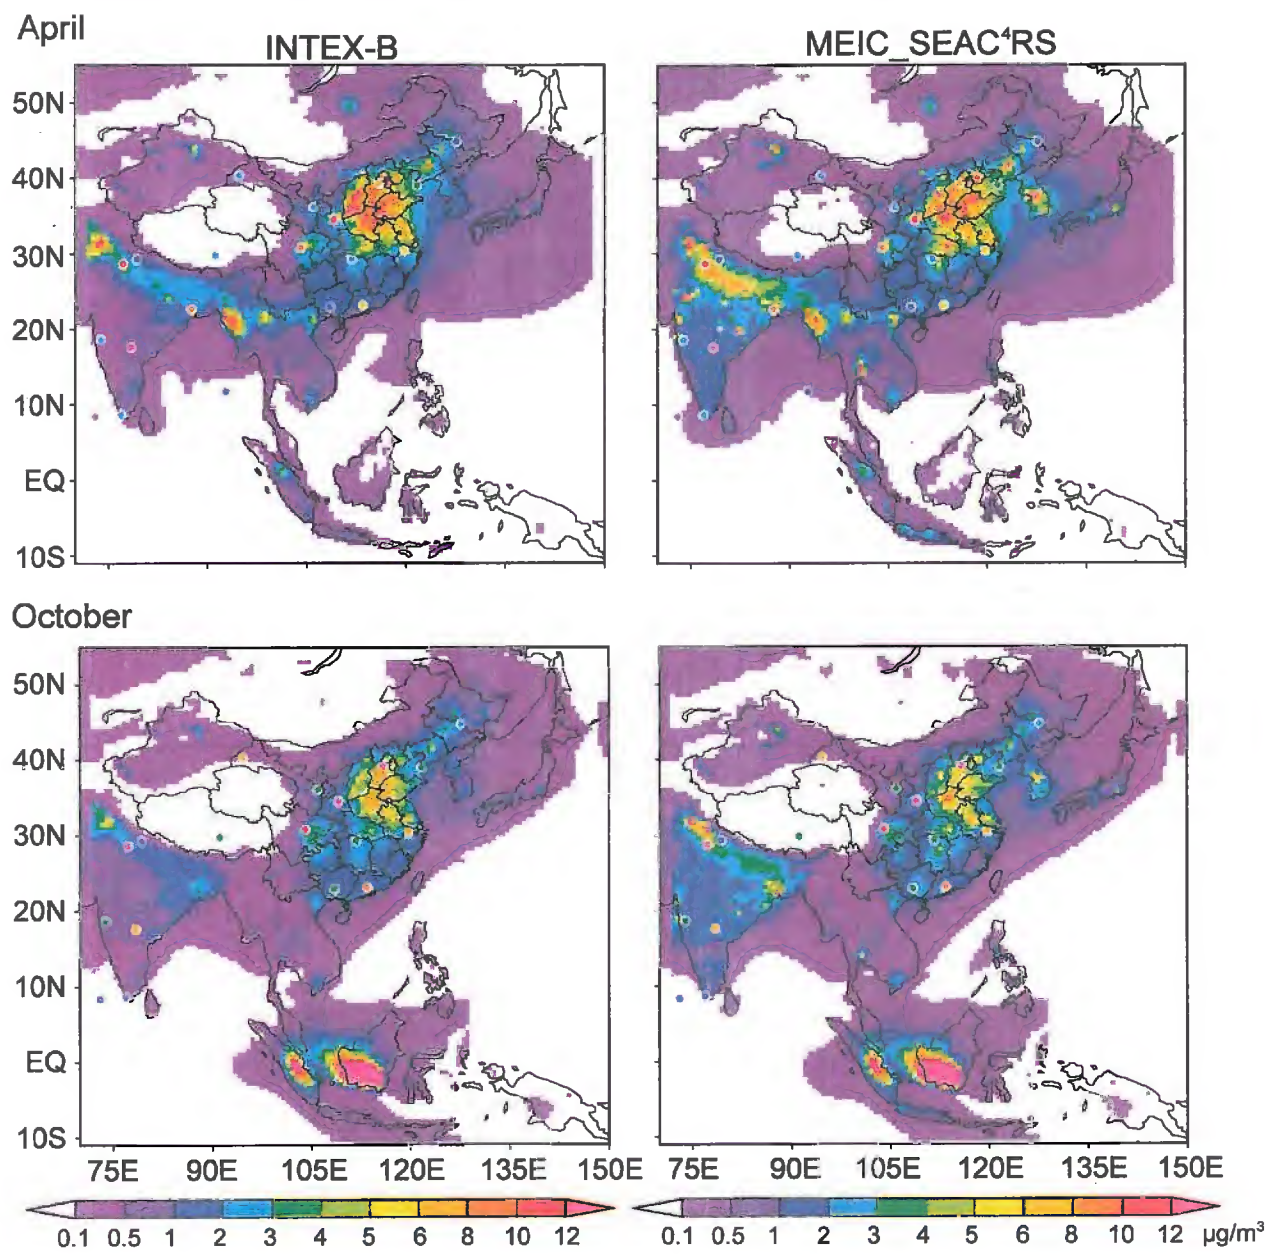 April
INTEX-B
MEIC_SEAC⁴RS
50N
40N
30N
20N
10N
EQ
10S
October
50N
40N
30N
20N
10N
EQ
10S
75E 90E 105E 120E 135E 150E
75E 90E 105E 120E 135E 150E
0.1 0.5 1 2 3 4 5 6 8 10 12
0.1 0.5 1 2 3 4 5 6 8 10 12 µg/m³